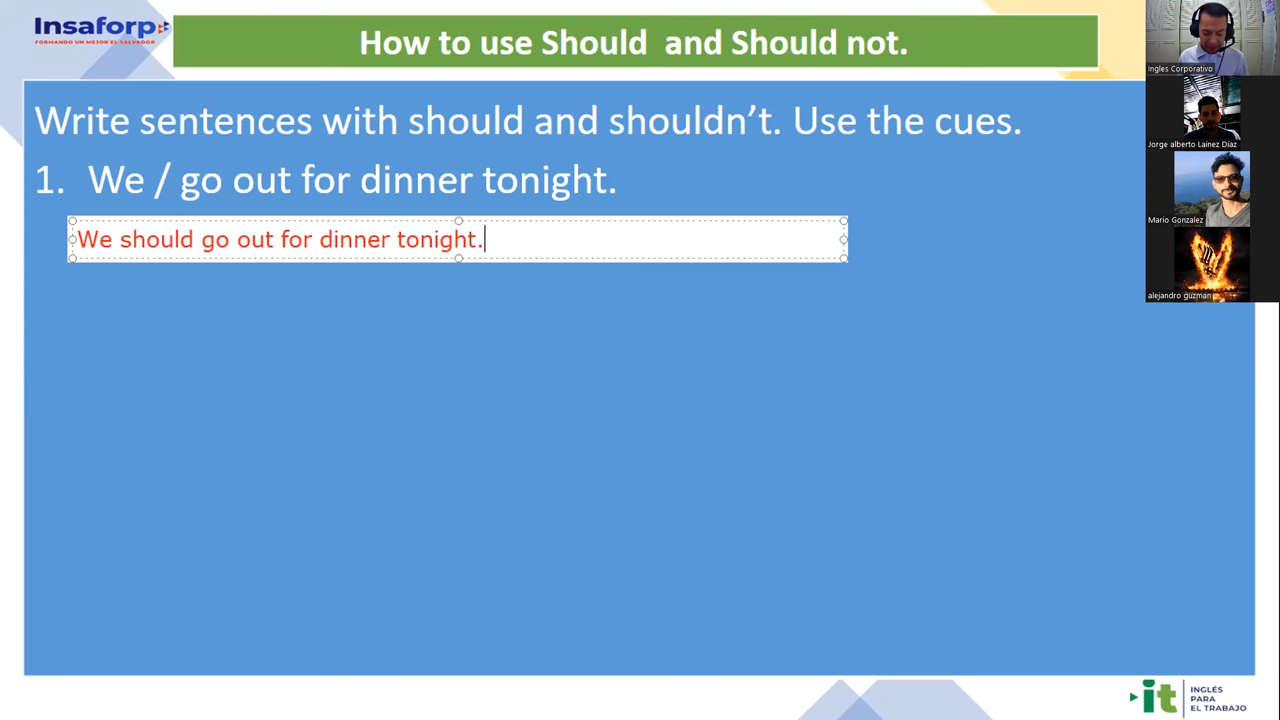 Insaforp
FORMANDO UN MEJOR EL SALVADOR
How to use Should and Should not.
Write sentences with should and shouldn't. Use the cues.
1. We / go out for dinner tonight.
We should go out for dinner tonight.
Ingles Corporativo
Jorge alberto Lainez Díaz
Mario Gonzalez
alejandro guzman
it
INGLÉS
PARA
EL TRABAJO